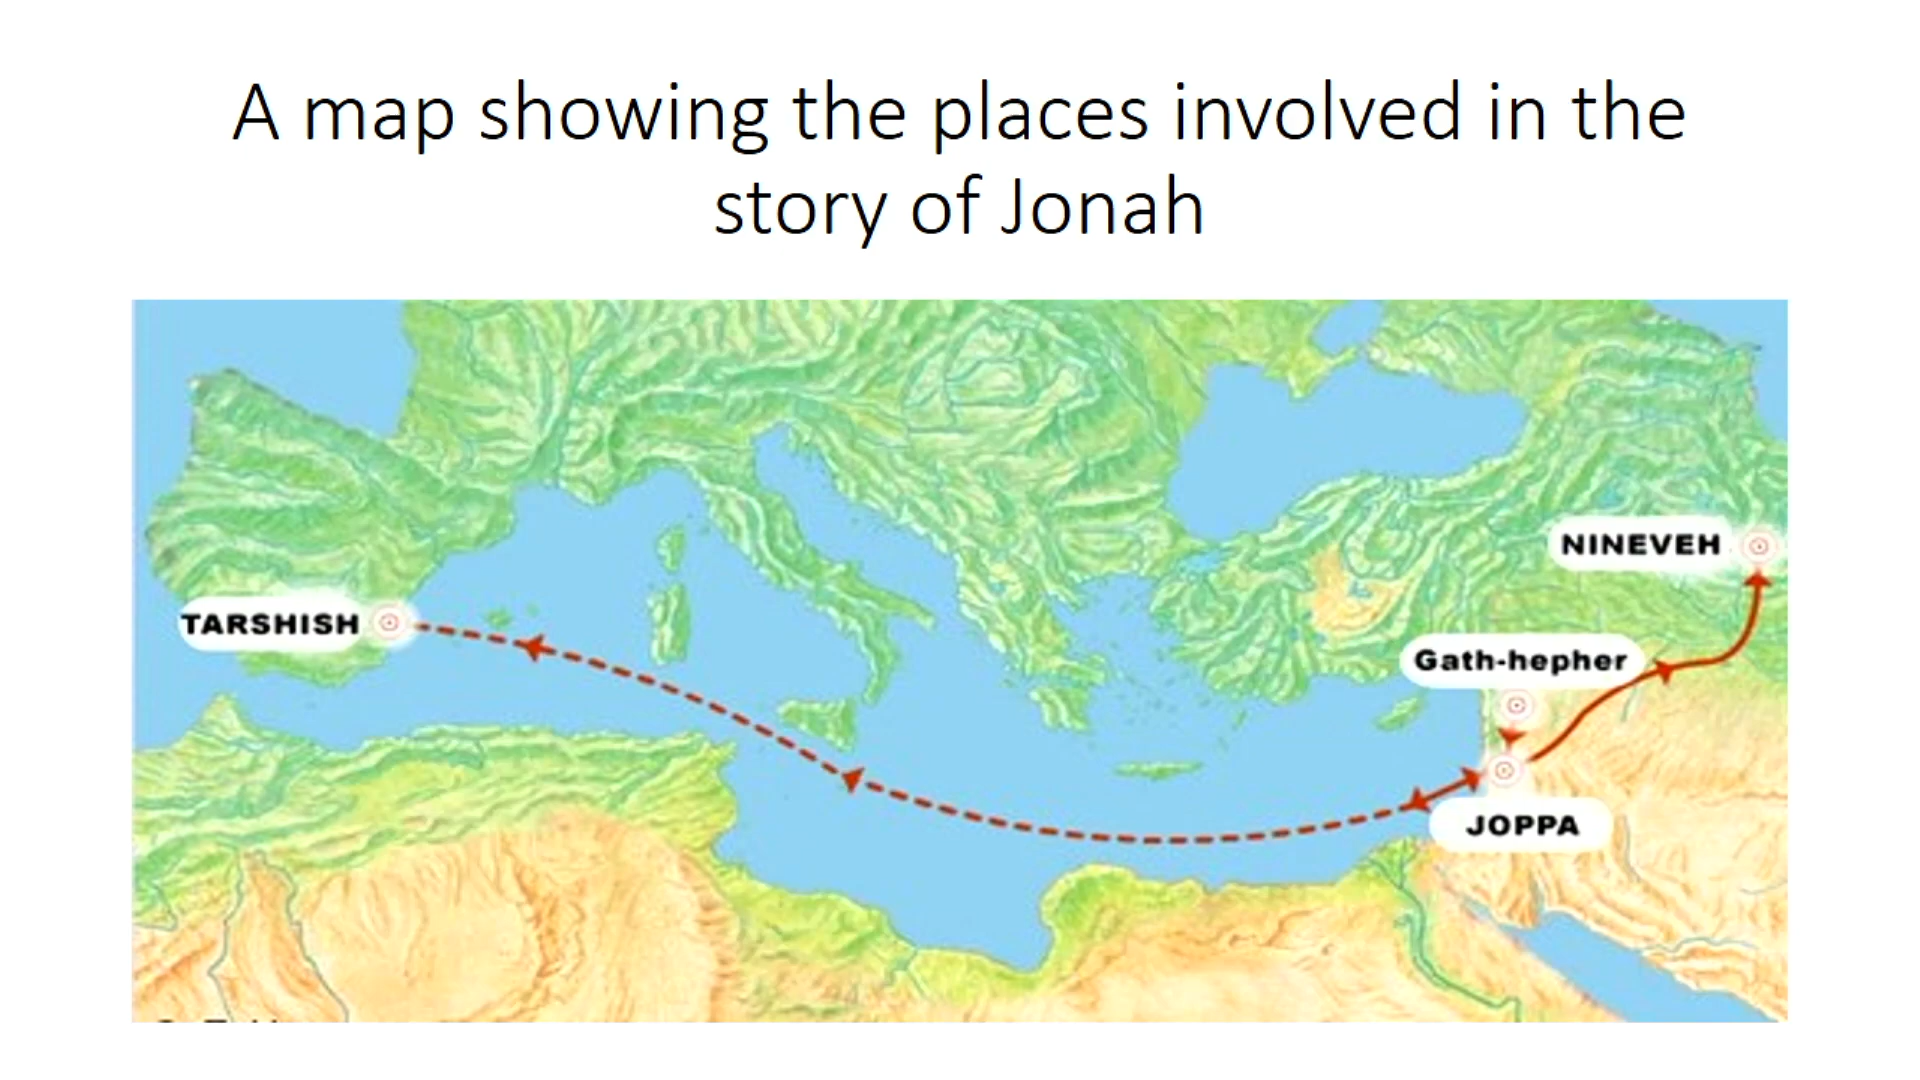 A map showing the places involved in the
story of Jonah
NINEVEH
TARSHISH
Gath-hepher
JOPPA